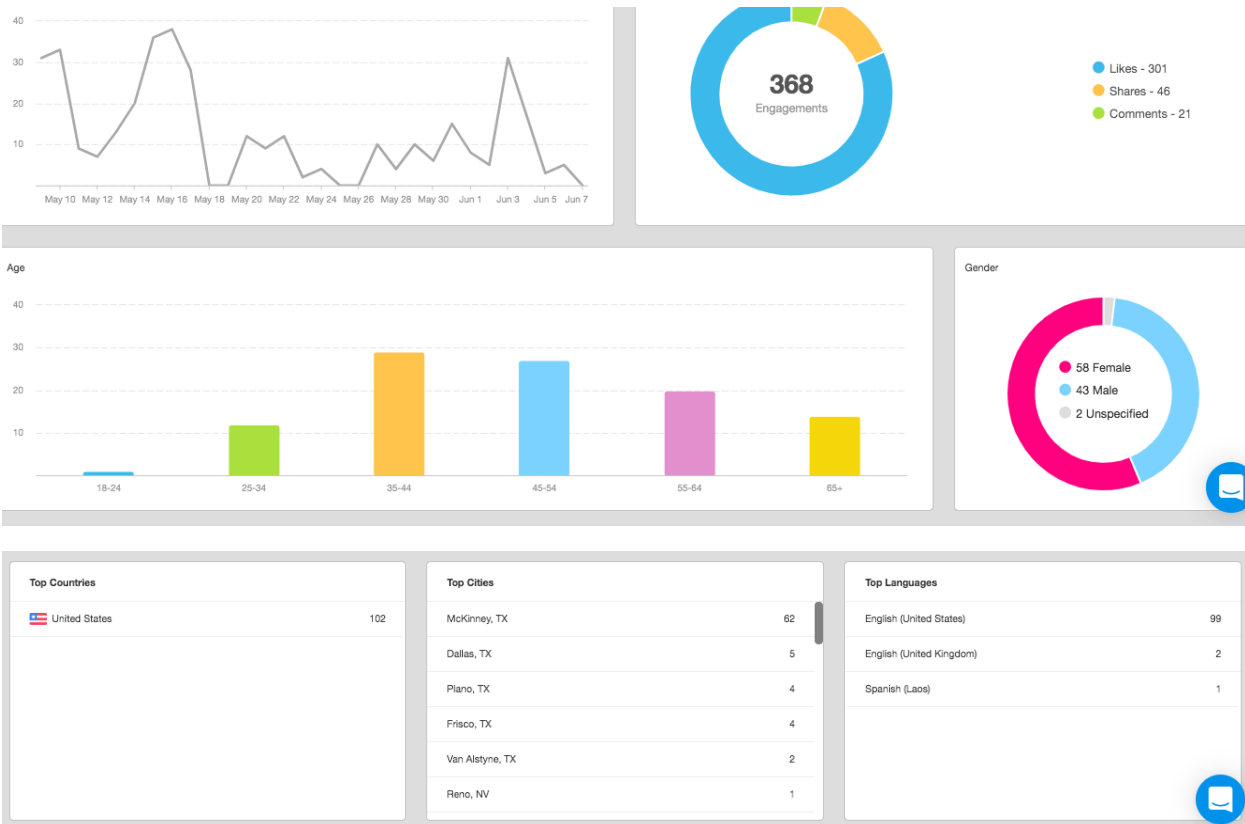 40
30
20
10
May 10 May 12 May 14 May 16 May 18 May 20 May 22 May 24 May 26 May 28 May 30 Jun 1 Jun 3 Jun 5 Jun 7
368
Engagements
Likes - 301
Shares - 46
Comments - 21
Age
40
30
20
10
18-24 25-34 35-44 45-54 55-64 65+
Gender
58 Female
43 Male
2 Unspecified
Top Countries
United States 102
Top Cities
McKinney, TX 62
Dallas, TX 5
Plano, TX 4
Frisco, TX 4
Van Alstyne, TX 2
Reno, NV 1
Top Languages
English (United States) 99
English (United Kingdom) 2
Spanish (Laos) 1